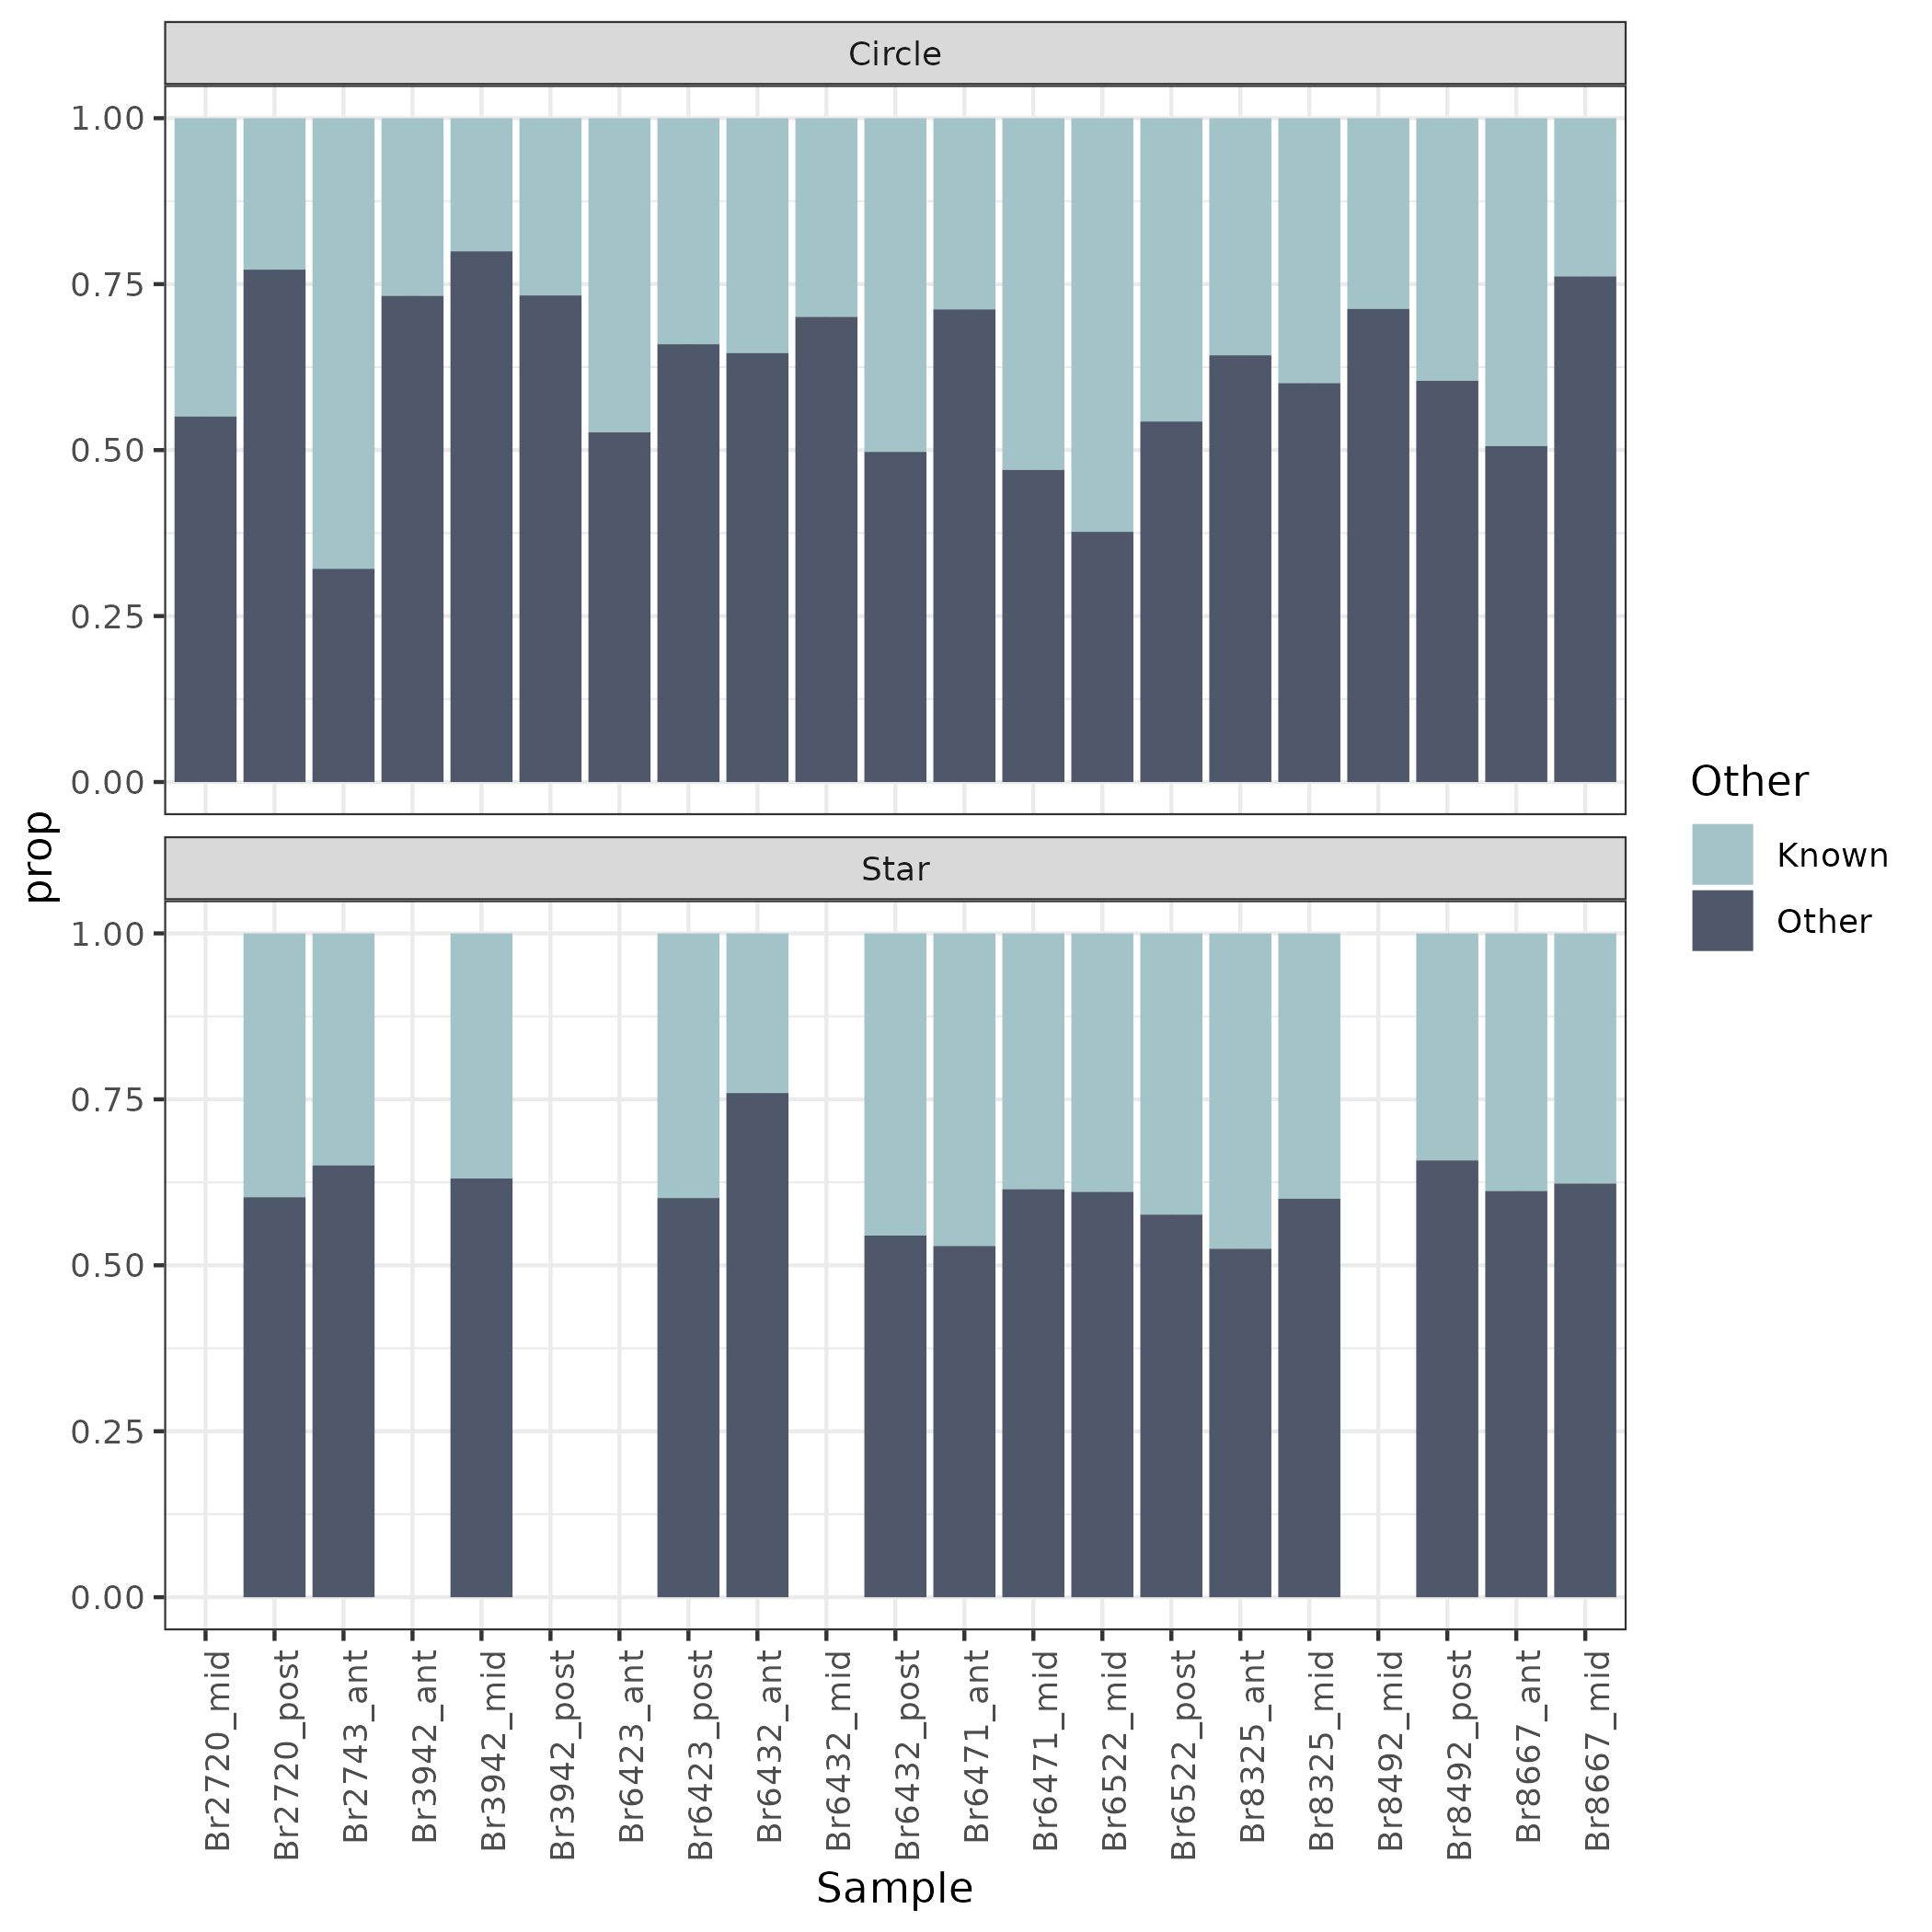 Circle
1.00
0.75
0.50
0.25
0.00
prop
Star
1.00
0.75
0.50
0.25
0.00
Br2720_mid
Br2720_post
Br2743_ant
Br3942_ant
Br3942_mid
Br3942_post
Br6423_ant
Br6423_post
Br6432_ant
Br6432_mid
Br6432_post
Br6471_ant
Br6471_mid
Br6522_mid
Br6522_post
Br8325_ant
Br8325_mid
Br8492_mid
Br8492_post
Br8667_ant
Br8667_mid
Sample
Other
Known
Other